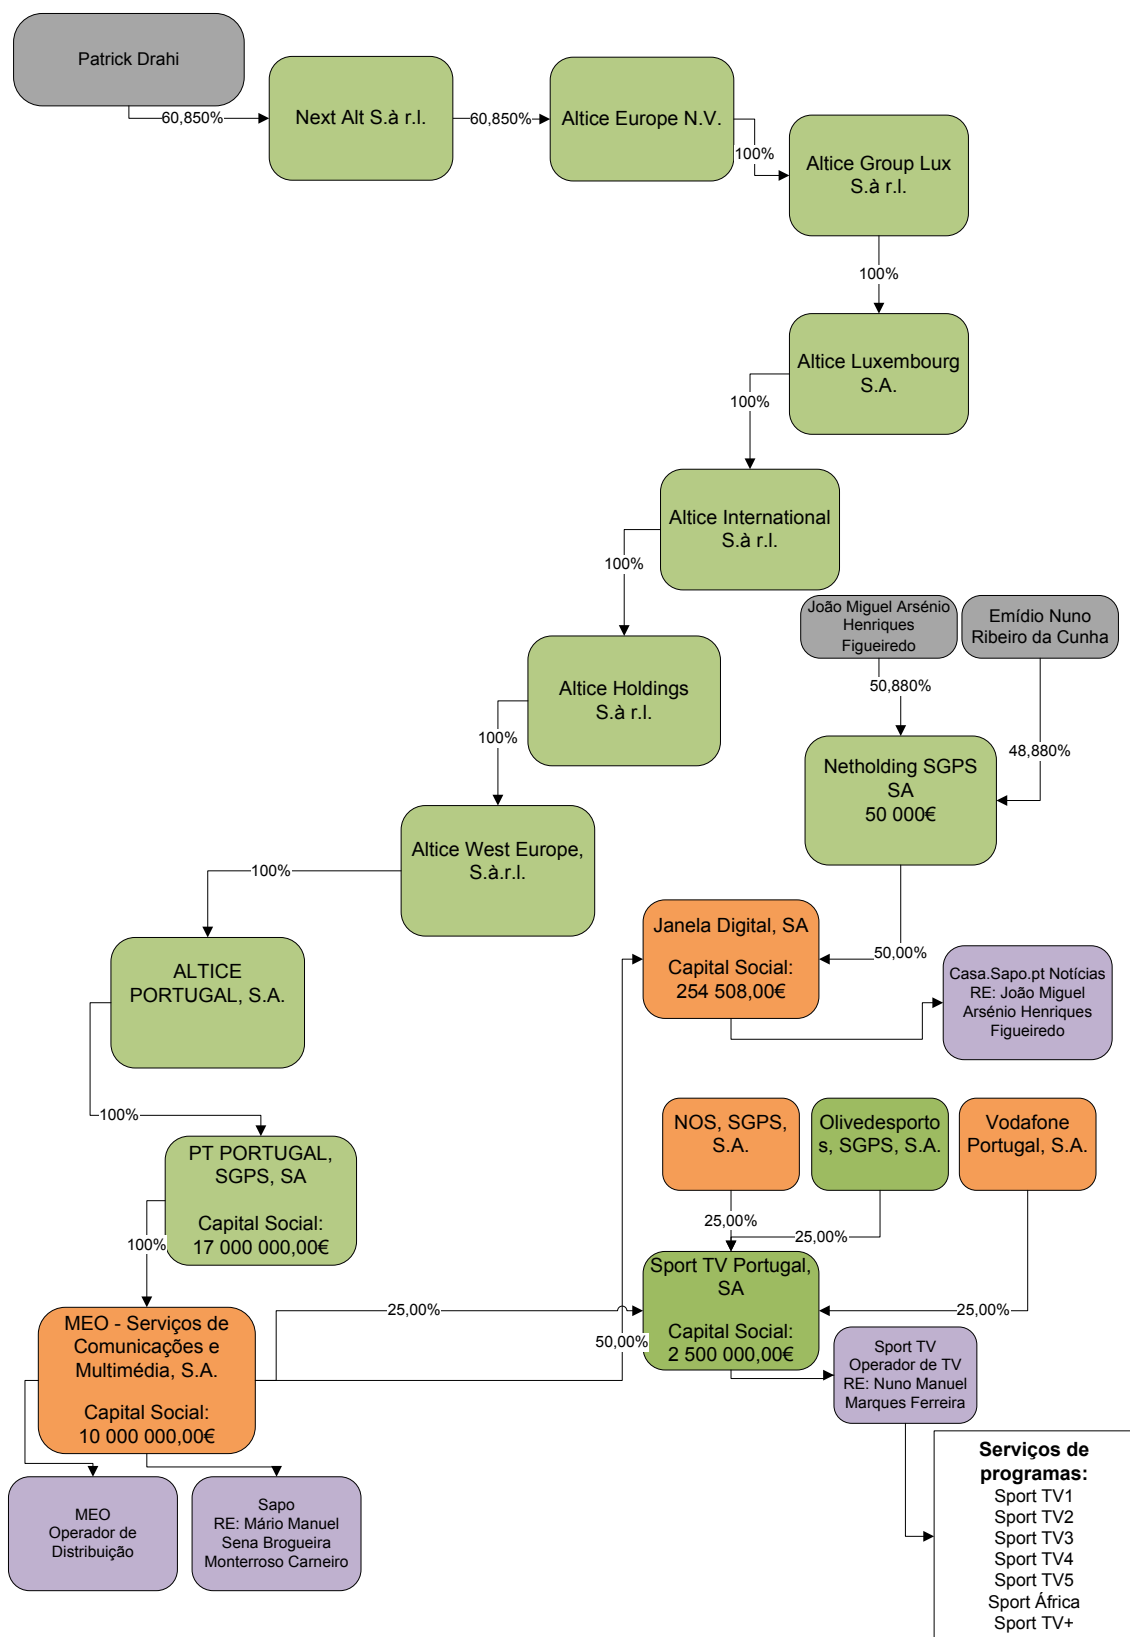 Patrick Drahi
60,850%
Next Alt S.à r.l.
60,850%
Altice Europe N.V.
100%
Altice Group Lux
S.à r.l.
100%
Altice Luxembourg
S.A.
100%
Altice International
S.à r.l.
100%
Altice Holdings
S.à r.l.
100%
Altice West Europe,
S.à.r.l.
100%
ALTICE
PORTUGAL, S.A.
100%
PT PORTUGAL,
SGPS, SA
Capital Social:
17 000 000,00€
100%
MEO - Serviços de
Comunicações e
Multimédia, S.A.
Capital Social:
10 000 000,00€
MEO
Operador de
Distribuição
Sapo
RE: Mário Manuel
Sena Brogueira
Monterroso Carneiro
João Miguel Arsénio
Henriques
Figueiredo
Emídio Nuno
Ribeiro da Cunha
50,880%
48,880%
Netholding SGPS
SA
50 000€
50,00%
Janela Digital, SA
Capital Social:
254 508,00€
Casa.Sapo.pt Notícias
RE: João Miguel
Arsénio Henriques
Figueiredo
NOS, SGPS,
S.A.
Olivedesporto
s, SGPS, S.A.
Vodafone
Portugal, S.A.
25,00%
25,00%
25,00%
25,00%
50,00%
Sport TV Portugal,
SA
Capital Social:
2 500 000,00€
Sport TV
Operador de TV
RE: Nuno Manuel
Marques Ferreira
Serviços de
programas:
Sport TV1
Sport TV2
Sport TV3
Sport TV4
Sport TV5
Sport África
Sport TV+